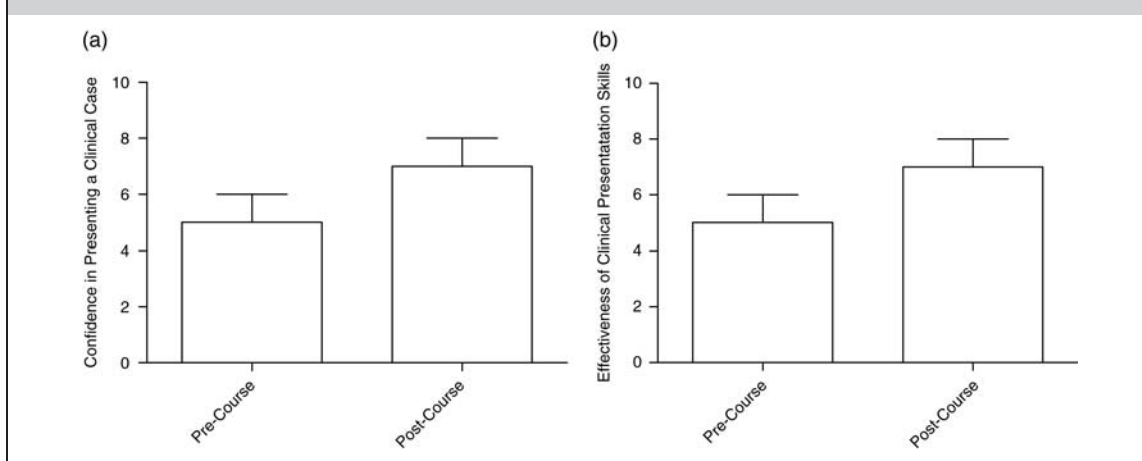 (a)
Confidence in Presenting a Clinical Case
10
8
6
4
2
0
Pre-Course
Post-Course
(b)
Effectiveness of Clinical Presentatation Skills
10
8
6
4
2
0
Pre-Course
Post-Course